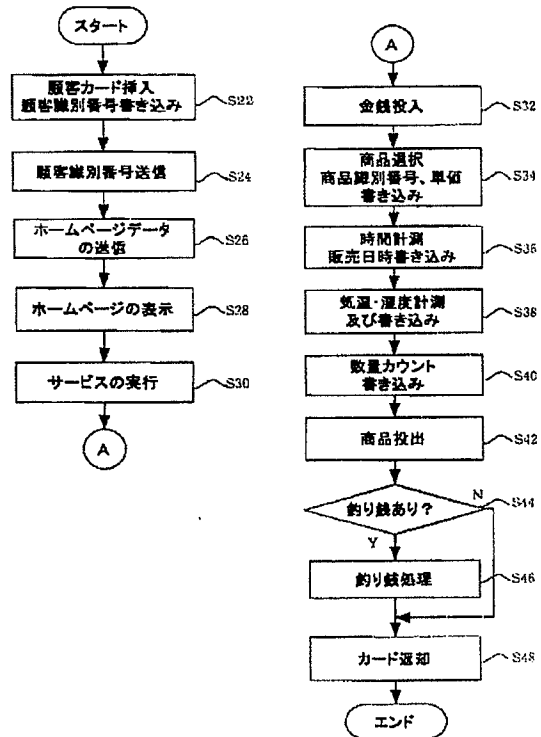 スタート
顧客カード挿入
顧客識別番号書き込み
S22
顧客識別番号送信
S24
ホームページデータ
の送信
S26
ホームページの表示
S28
サービスの実行
S30
A
A
金銭投入
S32
商品選択
商品識別番号、単価
書き込み
S34
時間計測
販売日時書き込み
S36
気温・湿度計測
及び書き込み
S38
数量カウント
書き込み
S40
商品投出
S42
釣り銭あり？
S44
N
Y
釣り銭処理
S46
カード返却
S48
エンド